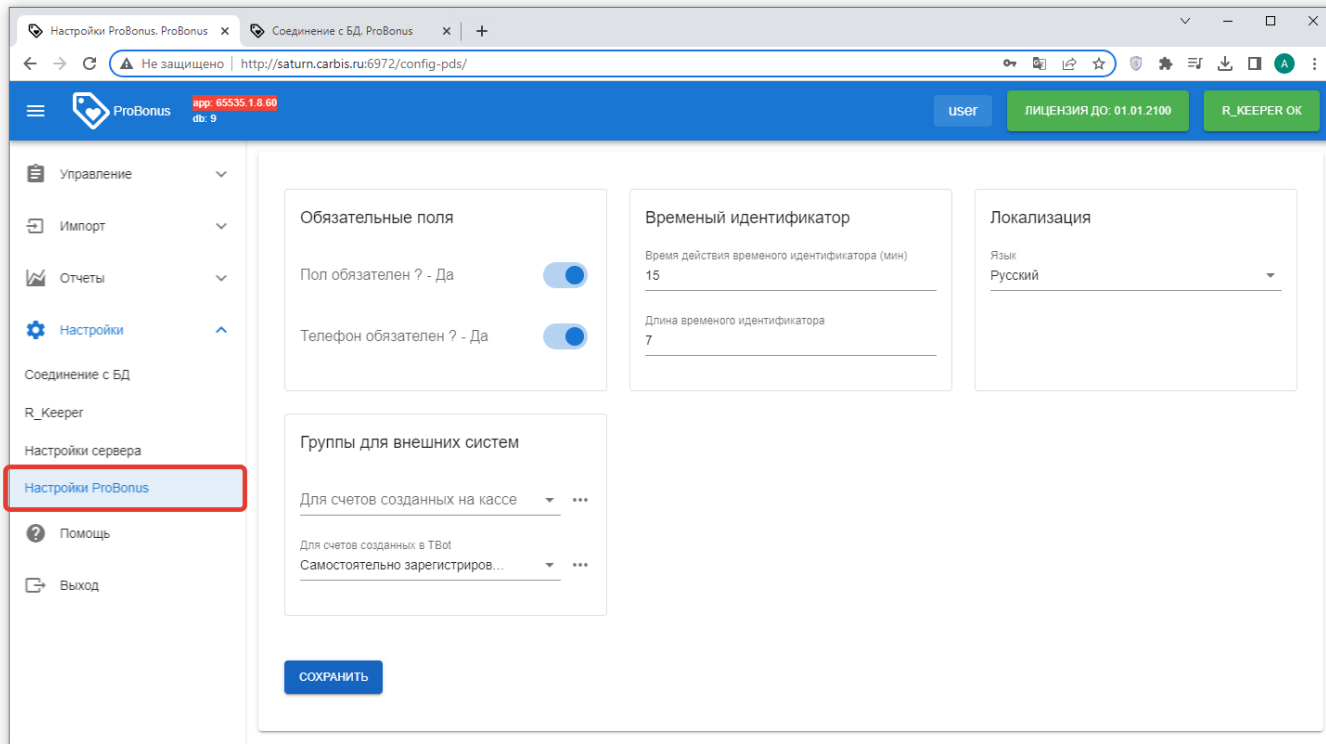 Настройки ProBonus. ProBonus
Соединение с БД. ProBonus
Не защищено
http://saturn.carbis.ru:6972/config-pds/
A
ProBonus
app: 65535.1.8.60
db: 9
user
ЛИЦЕНЗИЯ ДО: 01.01.2100
R_KEEPER OK
Управление
Импорт
Отчеты
Настройки
Соединение с БД
R_Keeper
Настройки сервера
Настройки ProBonus
Помощь
Выход
Обязательные поля
Пол обязателен ? - Да
Телефон обязателен ? - Да
Временый идентификатор
Время действия временого идентификатора (мин)
15
Длина временого идентификатора
7
Локализация
Язык
Русский
Группы для внешних систем
Для счетов созданных на кассе
Для счетов созданных в TBot
Самостоятельно зарегистриров...
СОХРАНИТЬ